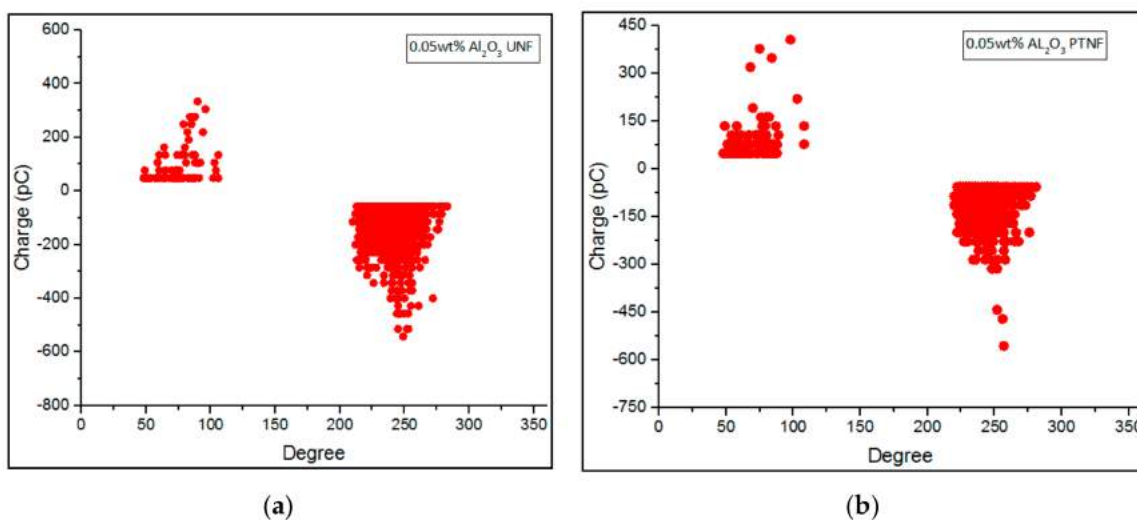 0.05wt% Al₂O₃ UNF
Charge (pC)
600
400
200
0
-200
-400
-600
-800
0 50 100 150 200 250 300 350
Degree
(a)
0.05wt% AL₂O₃ PTNF
Charge (pC)
450
300
150
0
-150
-300
-450
-600
-750
0 50 100 150 200 250 300 350
Degree
(b)